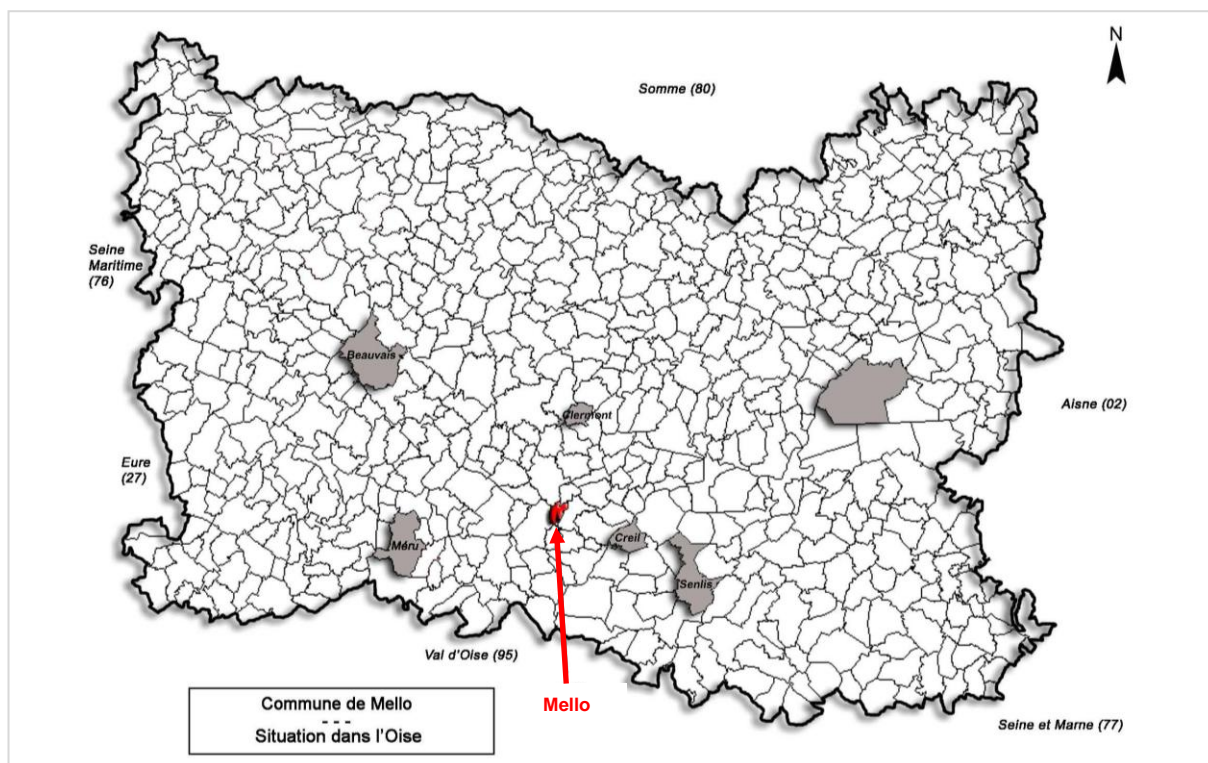 N
Somme (80)
Seine
Maritime
(76)
Beauvais
Aisne (02)
Clermont
Eure
(27)
Creil
Méru
Senlis
Val d'Oise (95)
Mello
Commune de Mello
- - -
Situation dans l'Oise
Seine et Marne (77)